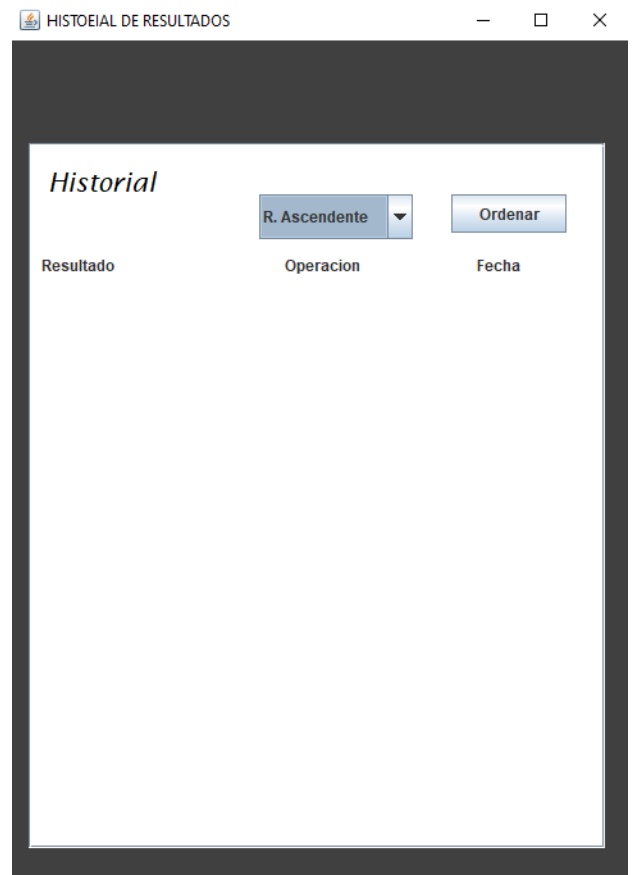 HISTOEIAL DE RESULTADOS
Historial
R. Ascendente Ordenar
Resultado Operacion Fecha